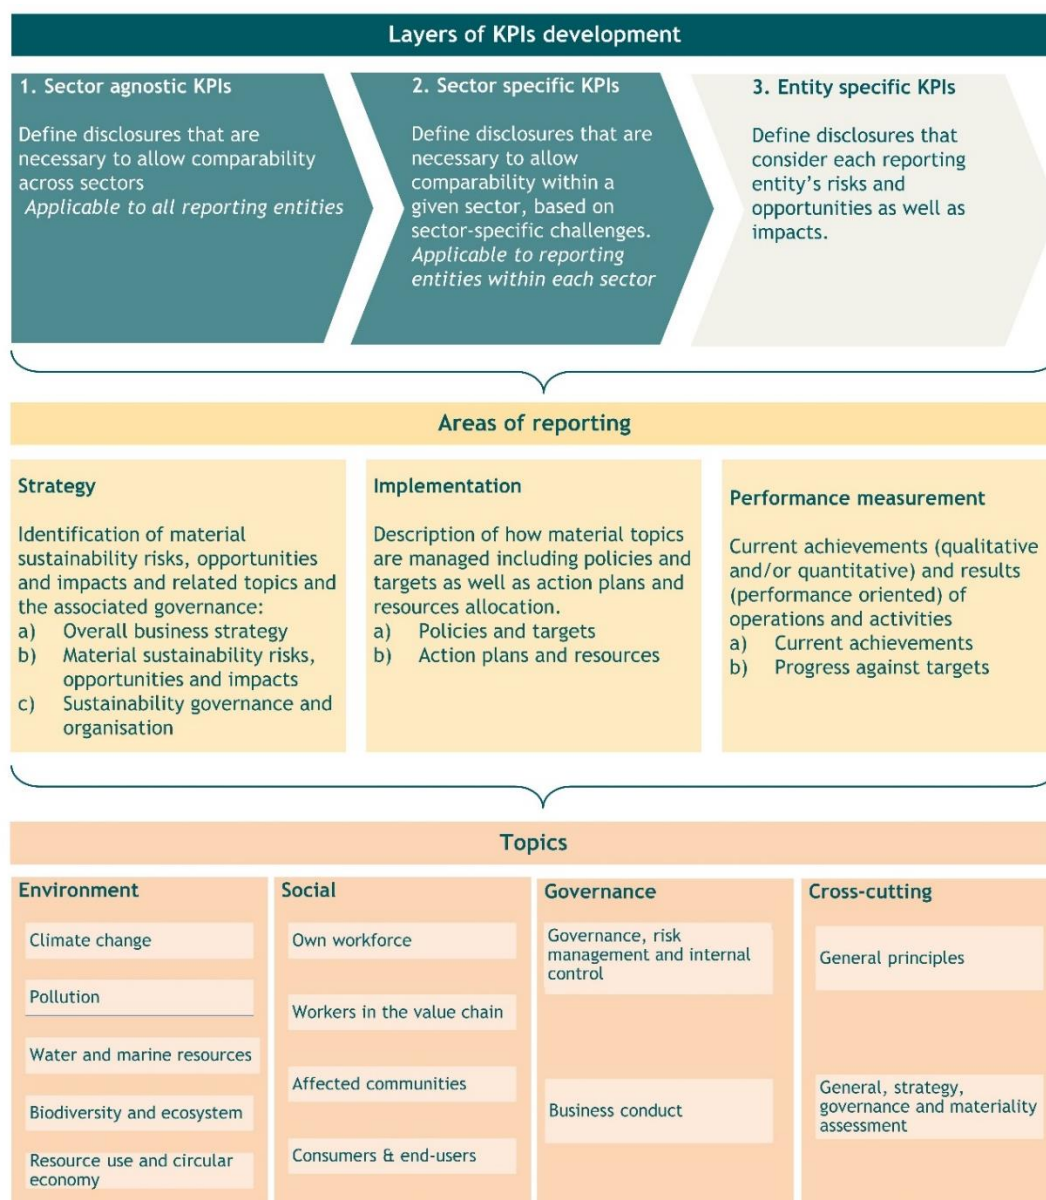 Layers of KPIs development
1. Sector agnostic KPIs
Define disclosures that are
necessary to allow comparability
across sectors
Applicable to all reporting entities
2. Sector specific KPIs
Define disclosures that are
necessary to allow
comparability within a
given sector, based on
sector-specific challenges.
Applicable to reporting
entities within each sector
3. Entity specific KPIs
Define disclosures that
consider each reporting
entity's risks and
opportunities as well as
impacts.
Areas of reporting
Strategy
Identification of material
sustainability risks, opportunities
and impacts and related topics and
the associated governance:
a) Overall business strategy
b) Material sustainability risks,
opportunities and impacts
c) Sustainability governance and
organisation
Implementation
Description of how material topics
are managed including policies and
targets as well as action plans and
resources allocation.
a) Policies and targets
b) Action plans and resources
Performance measurement
Current achievements (qualitative
and/or quantitative) and results
(performance oriented) of
operations and activities
a) Current achievements
b) Progress against targets
Topics
Environment
Climate change
Pollution
Water and marine resources
Biodiversity and ecosystem
Resource use and circular
economy
Social
Own workforce
Workers in the value chain
Affected communities
Consumers & end-users
Governance
Governance, risk
management and internal
control
Business conduct
Cross-cutting
General principles
General, strategy,
governance and materiality
assessment